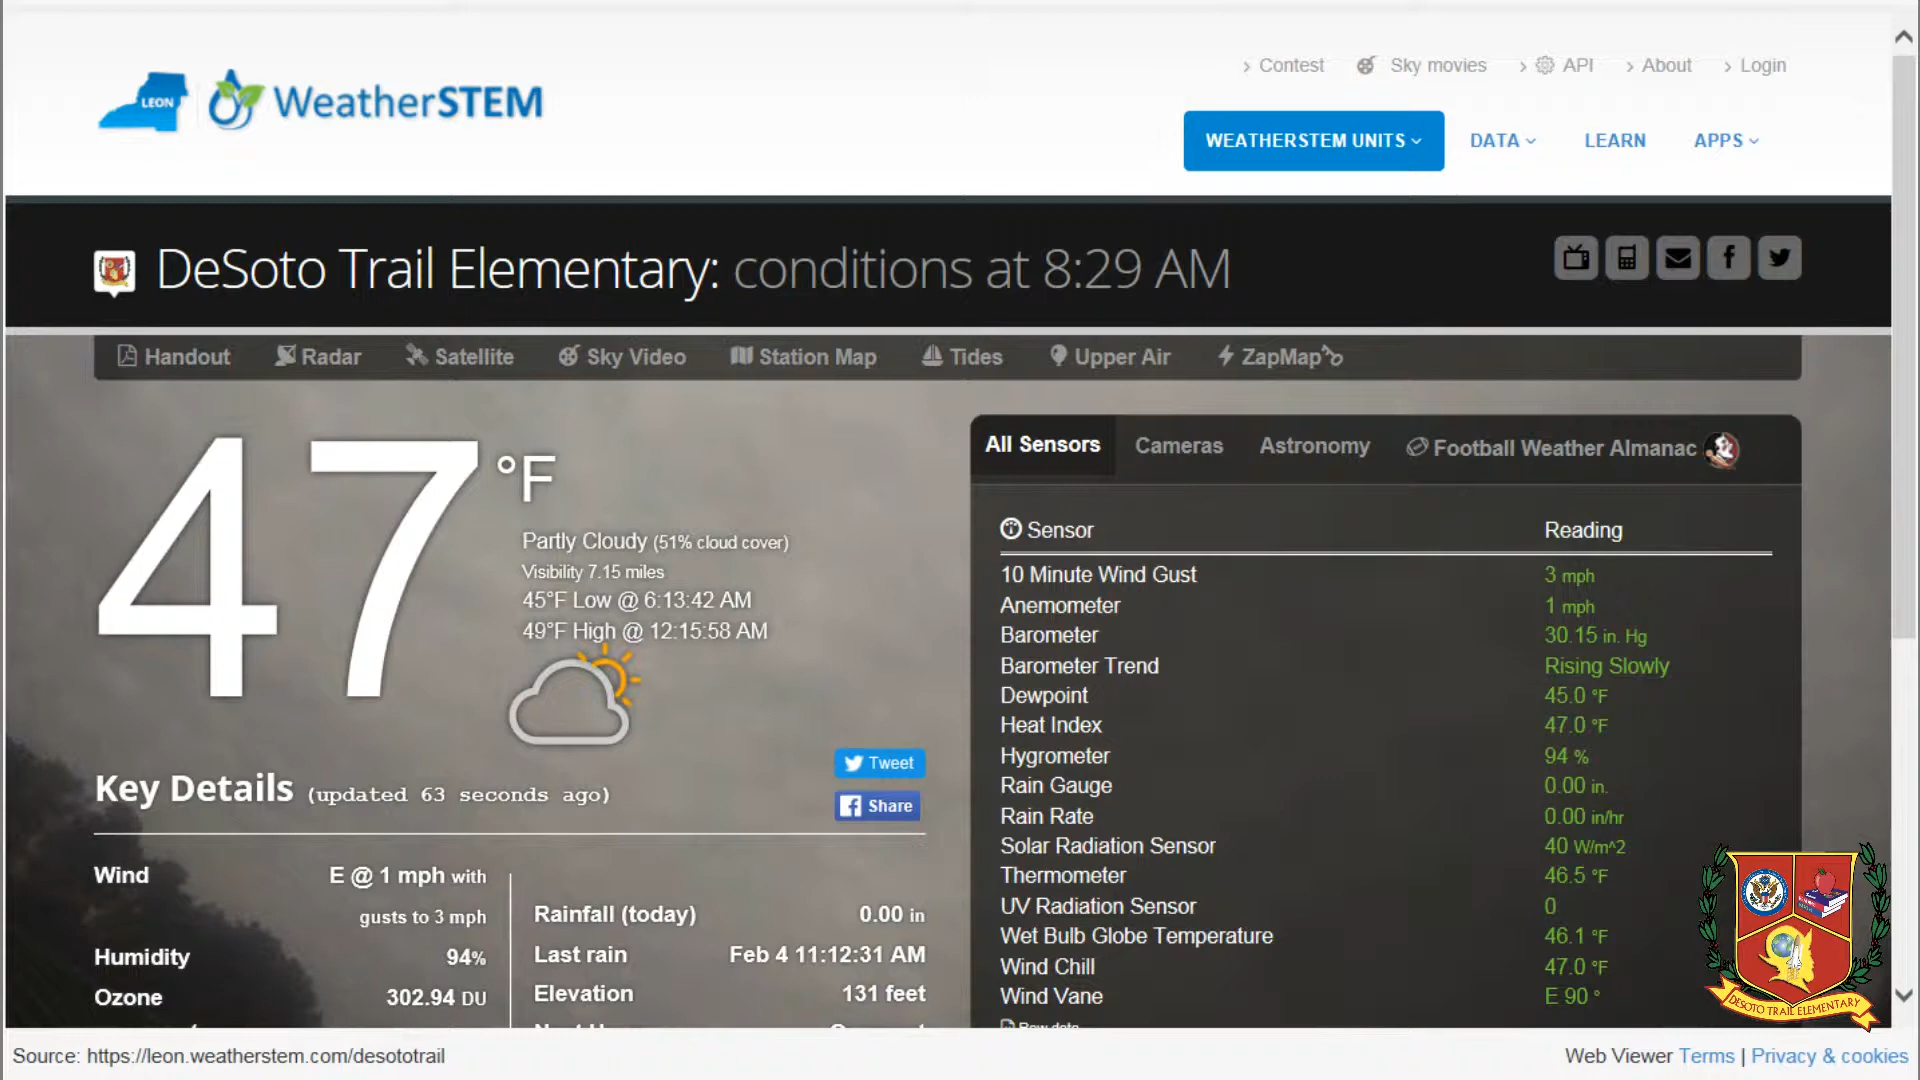 Contest Sky movies API About Login
LEON WeatherSTEM
WEATHERSTEM UNITS DATA LEARN APPS
DeSoto Trail Elementary: conditions at 8:29 AM
Handout Radar Satellite Sky Video Station Map Tides Upper Air ZapMap
47 °F
Partly Cloudy (51% cloud cover)
Visibility 7.15 miles
45°F Low @ 6:13:42 AM
49°F High @ 12:15:58 AM
Tweet
Share
Key Details (updated 63 seconds ago)
Wind E @ 1 mph with
gusts to 3 mph
Humidity 94%
Ozone 302.94 DU
Rainfall (today) 0.00 in
Last rain Feb 4 11:12:31 AM
Elevation 131 feet
All Sensors Cameras Astronomy Football Weather Almanac
Sensor Reading
10 Minute Wind Gust 3 mph
Anemometer 1 mph
Barometer 30.15 in. Hg
Barometer Trend Rising Slowly
Dewpoint 45.0 °F
Heat Index 47.0 °F
Hygrometer 94 %
Rain Gauge 0.00 in.
Rain Rate 0.00 in/hr
Solar Radiation Sensor 40 W/m^2
Thermometer 46.5 °F
UV Radiation Sensor 0
Wet Bulb Globe Temperature 46.1 °F
Wind Chill 47.0 °F
Wind Vane E 90 °
Raw data
DESOTO TRAIL ELEMENTARY
Source: https://leon.weatherstem.com/desototrail
Web Viewer Terms | Privacy & cookies